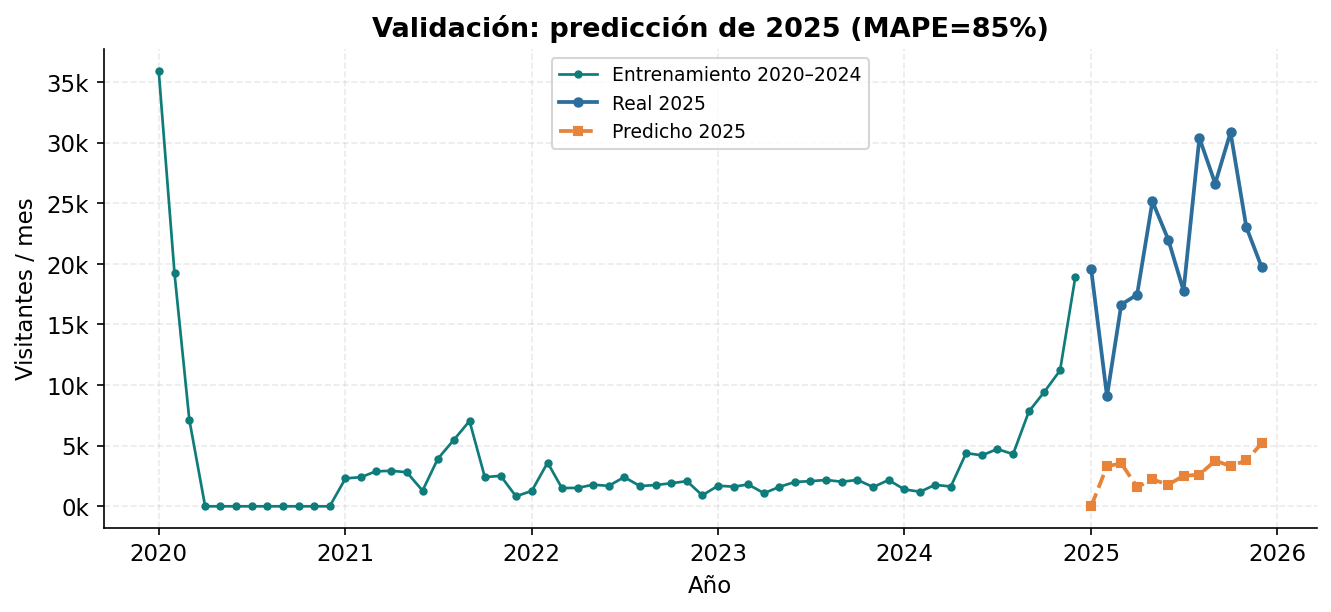 Validación: predicción de 2025 (MAPE=85%)
Entrenamiento 2020–2024
Real 2025
Predicho 2025
Visitantes / mes
35k
30k
25k
20k
15k
10k
5k
0k
2020 2021 2022 2023 2024 2025 2026
Año